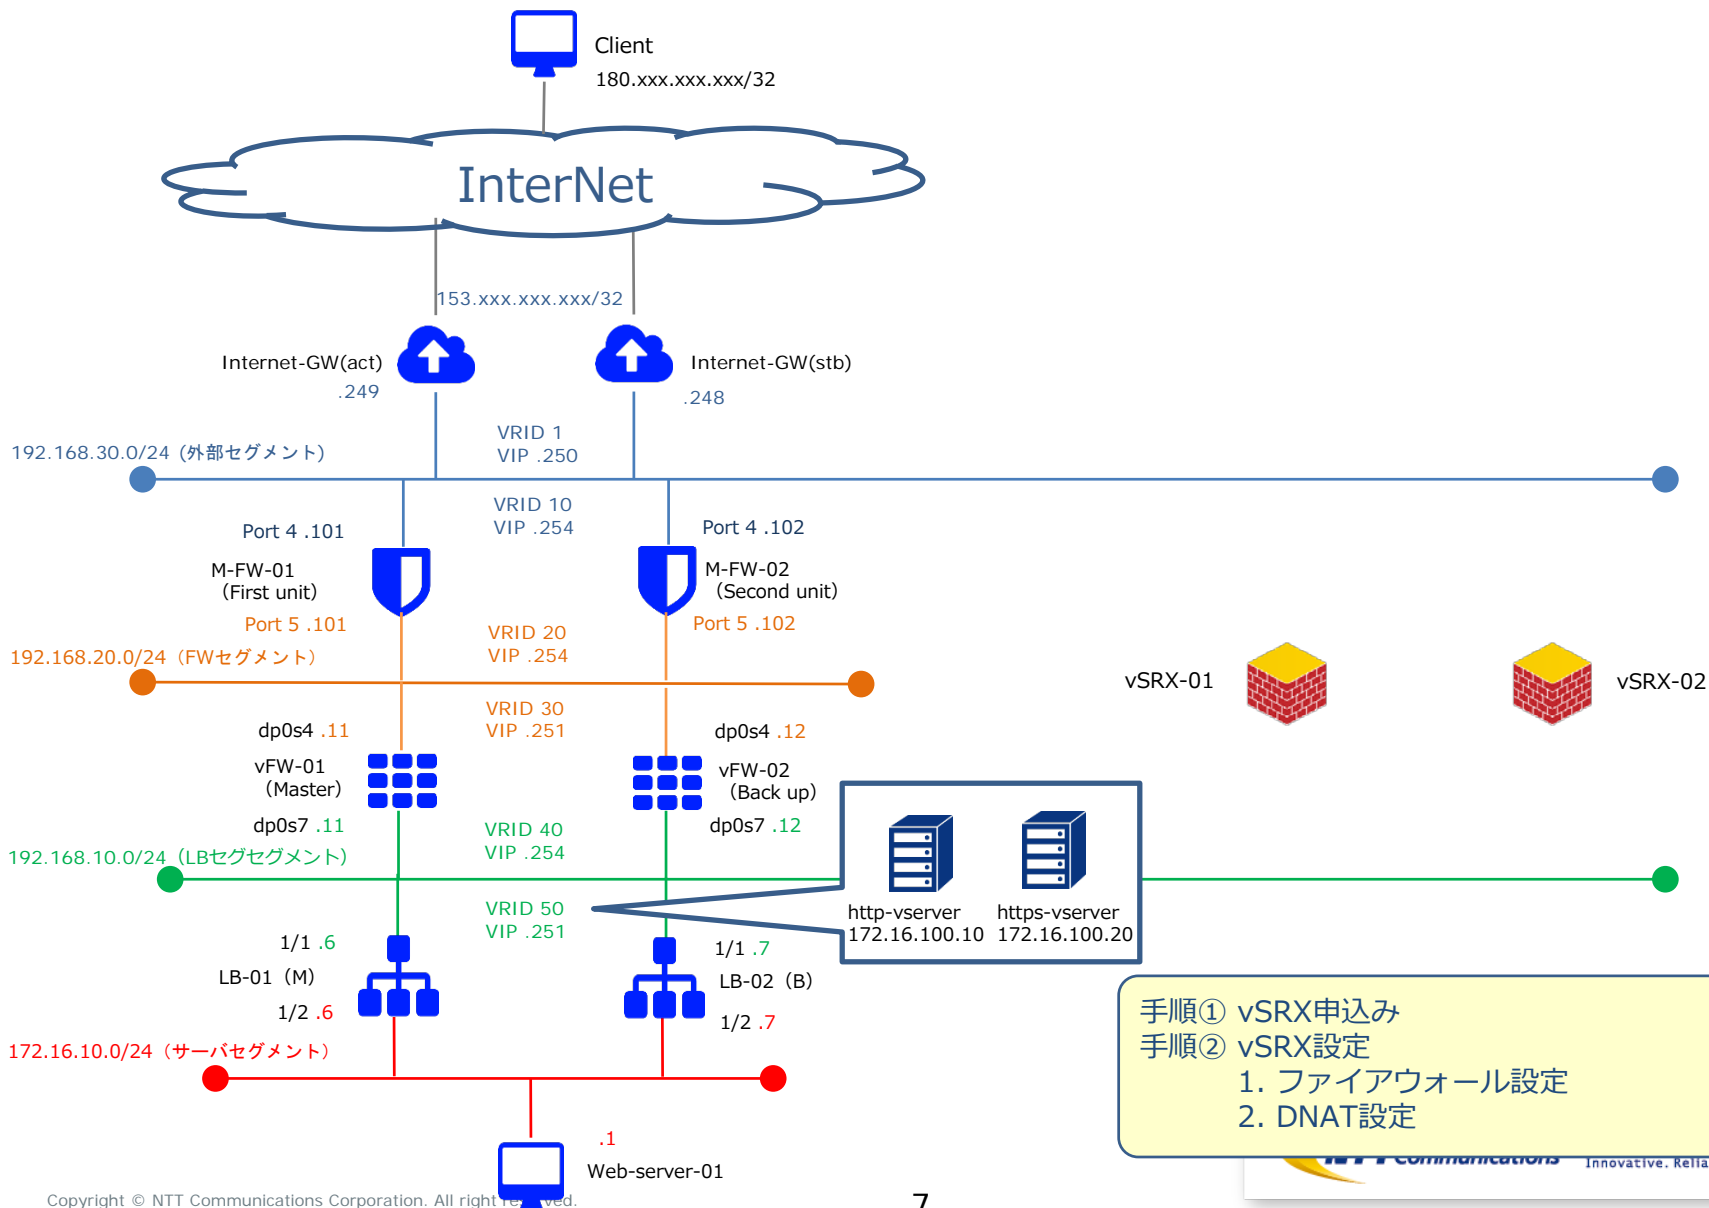 Client
180.xxx.xxx.xxx/32
InterNet
153.xxx.xxx.xxx/32
Internet-GW(act)
.249
Internet-GW(stb)
.248
192.168.30.0/24 (外部セグメント)
VRID 1
VIP .250
VRID 10
VIP .254
Port 4 .101
Port 4 .102
M-FW-01
（First unit）
M-FW-02
（Second unit）
Port 5 .101
Port 5 .102
VRID 20
VIP .254
192.168.20.0/24（FWセグメント）
vSRX-01
vSRX-02
VRID 30
VIP .251
dp0s4 .11
dp0s4 .12
vFW-01
（Master）
vFW-02
（Back up）
dp0s7 .11
dp0s7 .12
VRID 40
VIP .254
192.168.10.0/24（LBセグセグメント）
VRID 50
VIP .251
http-vserver
172.16.100.10
https-vserver
172.16.100.20
1/1 .6
1/1 .7
LB-01（M）
LB-02（B）
1/2 .6
1/2 .7
172.16.10.0/24（サーバセグメント）
.1
Web-server-01
手順① vSRX申込み
手順② vSRX設定
1. ファイアウォール設定
2. DNAT設定
NTT Communications
Innovative.
Copyright © NTT Communications Corporation. All right
7